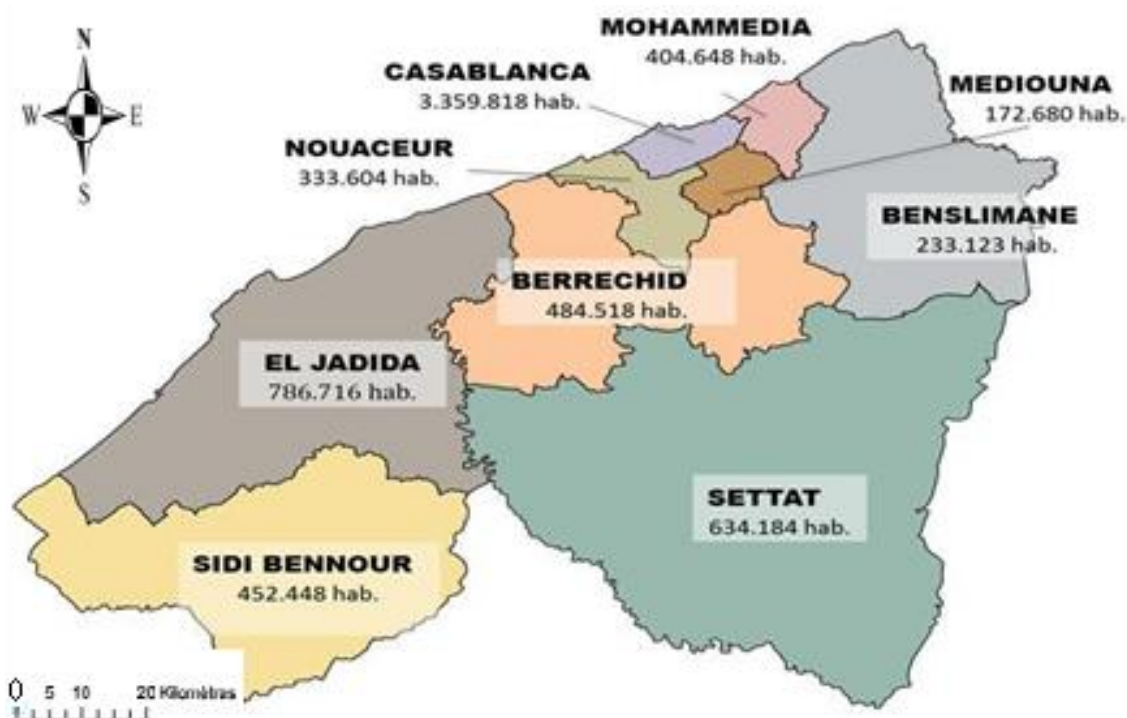 N
W E
S
MOHAMMEDIA
404.648 hab.
CASABLANCA
3.359.818 hab.
MEDIOUNA
172.680 hab.
NOUACEUR
333.604 hab.
BENSLIMANE
233.123 hab.
BERRECHID
484.518 hab.
EL JADIDA
786.716 hab.
SETTAT
634.184 hab.
SIDI BENNOUR
452.448 hab.
0 5 10 20 Kilomètras